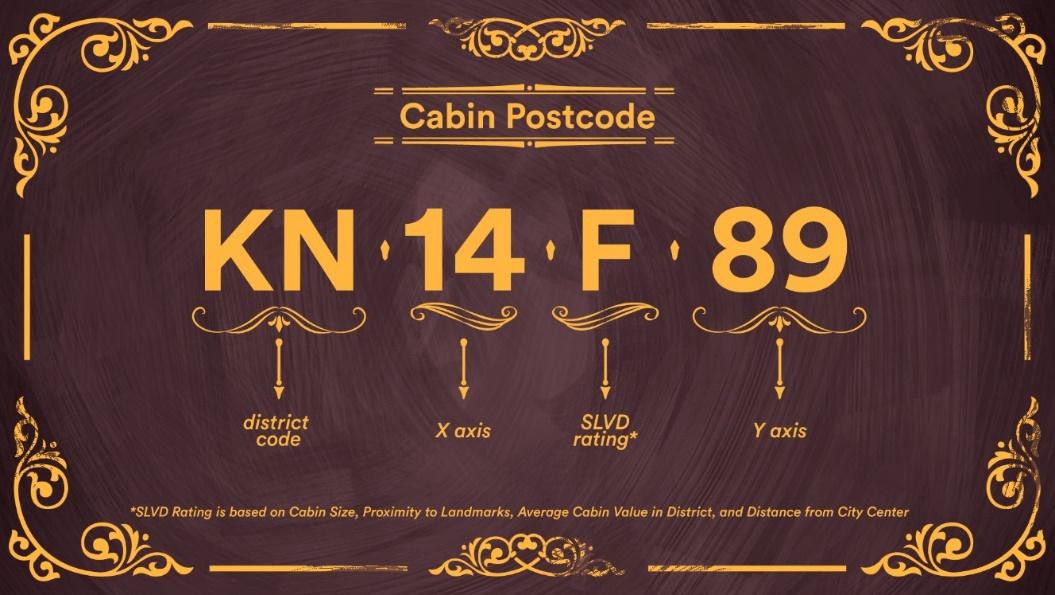 Cabin Postcode
KN · 14 · F · 89
district
code
X axis
SLVD
rating*
Y axis
*SLVD Rating is based on Cabin Size, Proximity to Landmarks, Average Cabin Value in District, and Distance from City Center